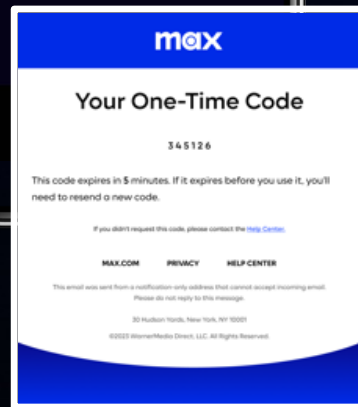 max
Your One-Time Code
345126
This code expires in 5 minutes. If it expires before you use it, you'll
need to resend a new code.
If you didn't request this code, please contact the Help Center.
MAX.COM PRIVACY HELP CENTER
This email was sent from a notification-only address that cannot accept incoming email.
Please do not reply to this message.
30 Hudson Yards, New York, NY 10001
©2023 WarnerMedia Direct, LLC. All Rights Reserved.